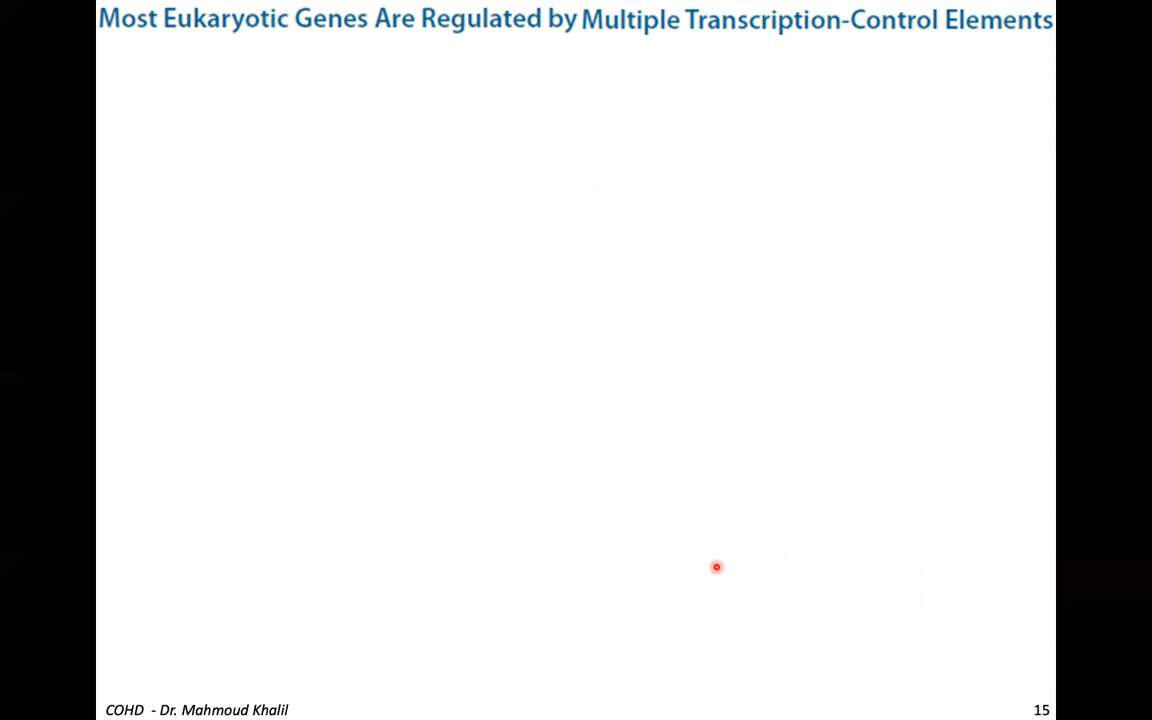 Most Eukaryotic Genes Are Regulated by Multiple Transcription-Control Elements
COHD - Dr. Mahmoud Khalil
15